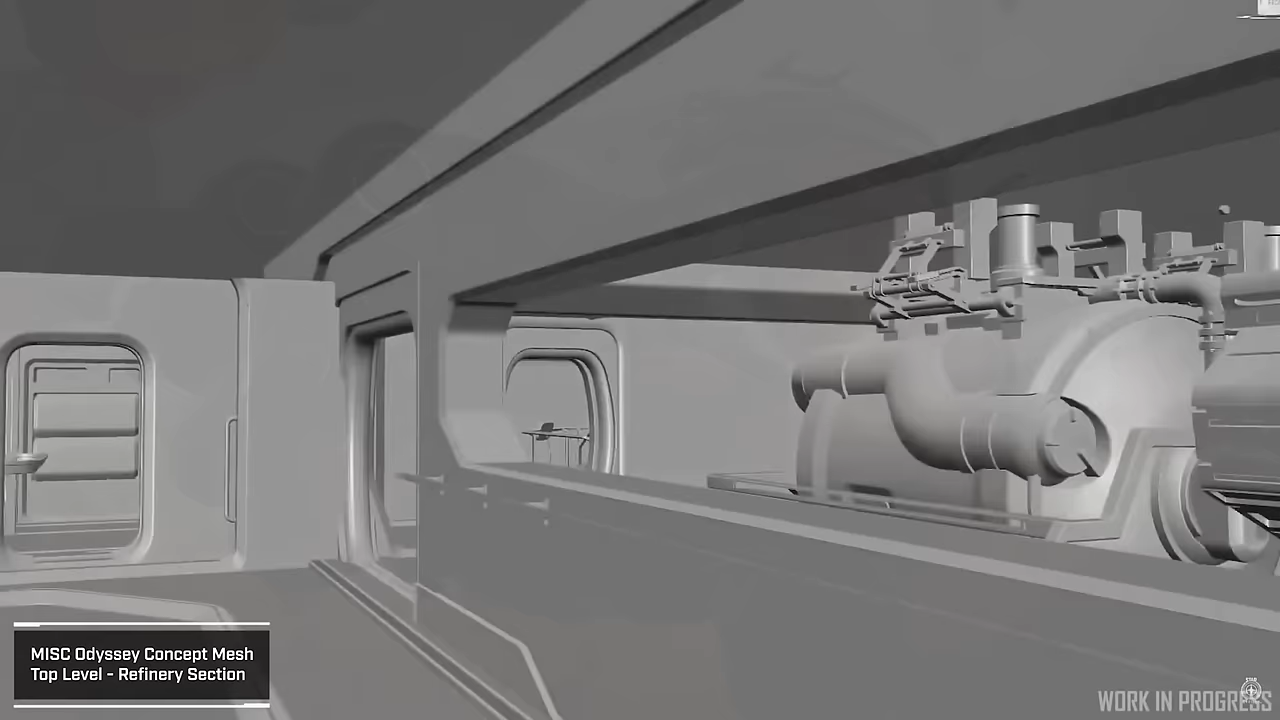 MISC Odyssey Concept Mesh
Top Level - Refinery Section
WORK IN PROGRESS